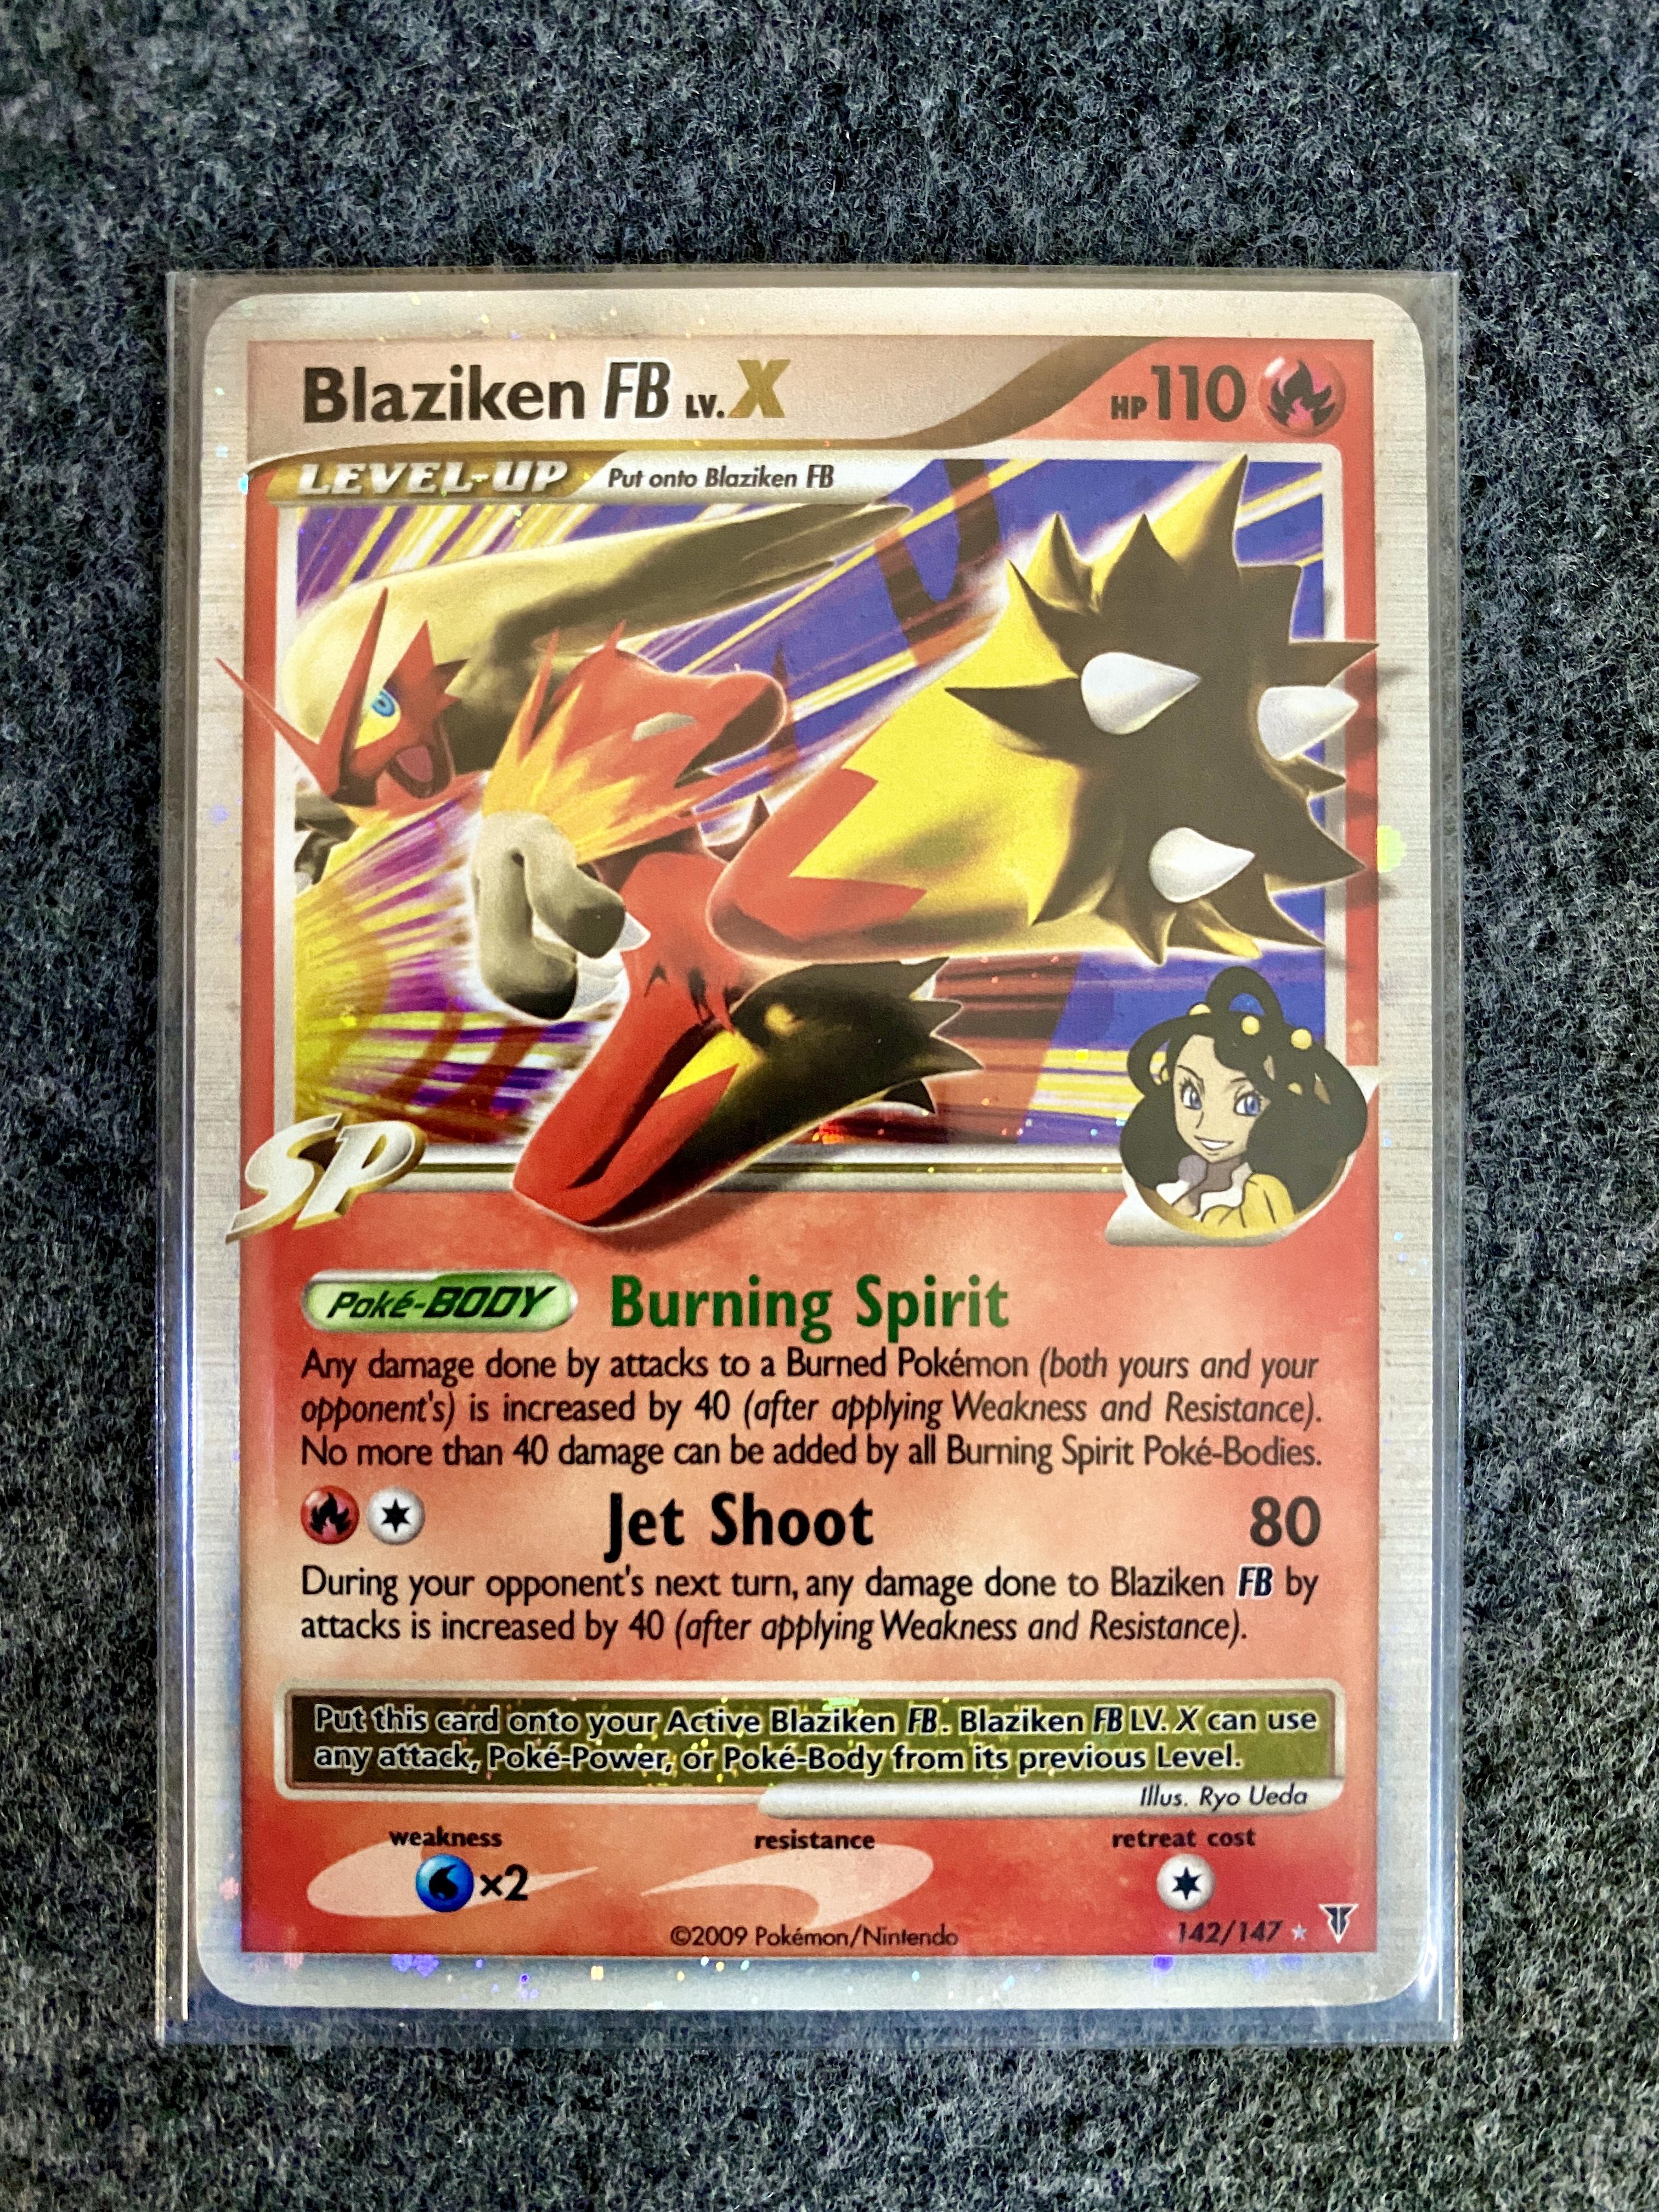 Blaziken FB LV.X HP 110
LEVEL-UP Put onto Blaziken FB
SP
Poké-BODY Burning Spirit
Any damage done by attacks to a Burned Pokémon (both yours and your
opponent's) is increased by 40 (after applying Weakness and Resistance).
No more than 40 damage can be added by all Burning Spirit Poké-Bodies.
Jet Shoot 80
During your opponent's next turn, any damage done to Blaziken FB by
attacks is increased by 40 (after applying Weakness and Resistance).
Put this card onto your Active Blaziken FB. Blaziken FB LV. X can use
any attack, Poké-Power, or Poké-Body from its previous Level.
Illus. Ryo Ueda
weakness resistance retreat cost
×2
©2009 Pokémon/Nintendo 142/147